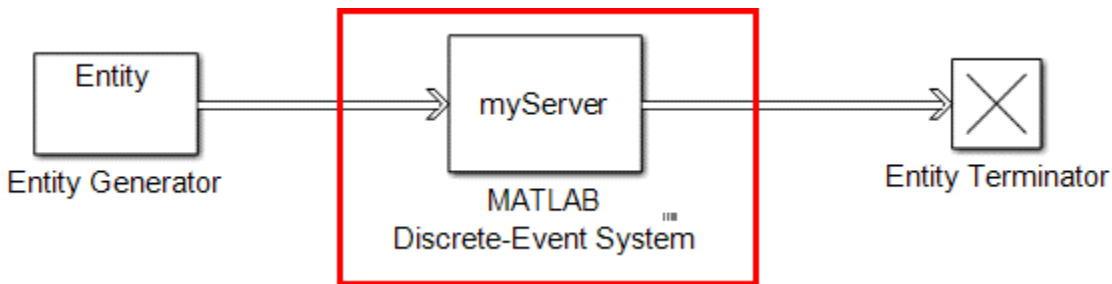 Entity
Entity Generator
myServer
MATLAB
Discrete-Event System
Entity Terminator